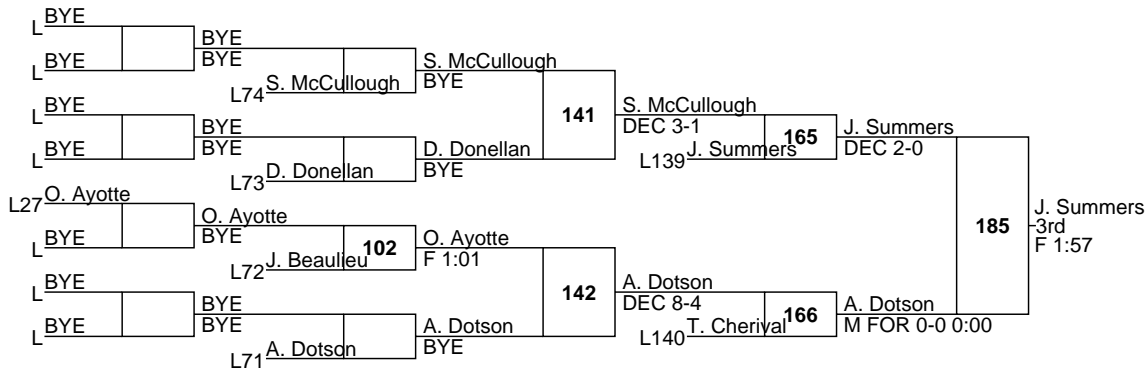 L BYE
L BYE
BYE
BYE
L74 S. McCullough
S. McCullough
BYE
L BYE
L BYE
BYE
BYE
L73 D. Donellan
D. Donellan
BYE
141
S. McCullough
DEC 3-1
L139 J. Summers
165
J. Summers
DEC 2-0
L27 O. Ayotte
L BYE
O. Ayotte
BYE
L72 J. Beaulieu
102
O. Ayotte
F 1:01
L BYE
L BYE
BYE
BYE
L71 A. Dotson
A. Dotson
BYE
142
A. Dotson
DEC 8-4
L140 T. Cherival
166
A. Dotson
M FOR 0-0 0:00
185
J. Summers
3rd
F 1:57